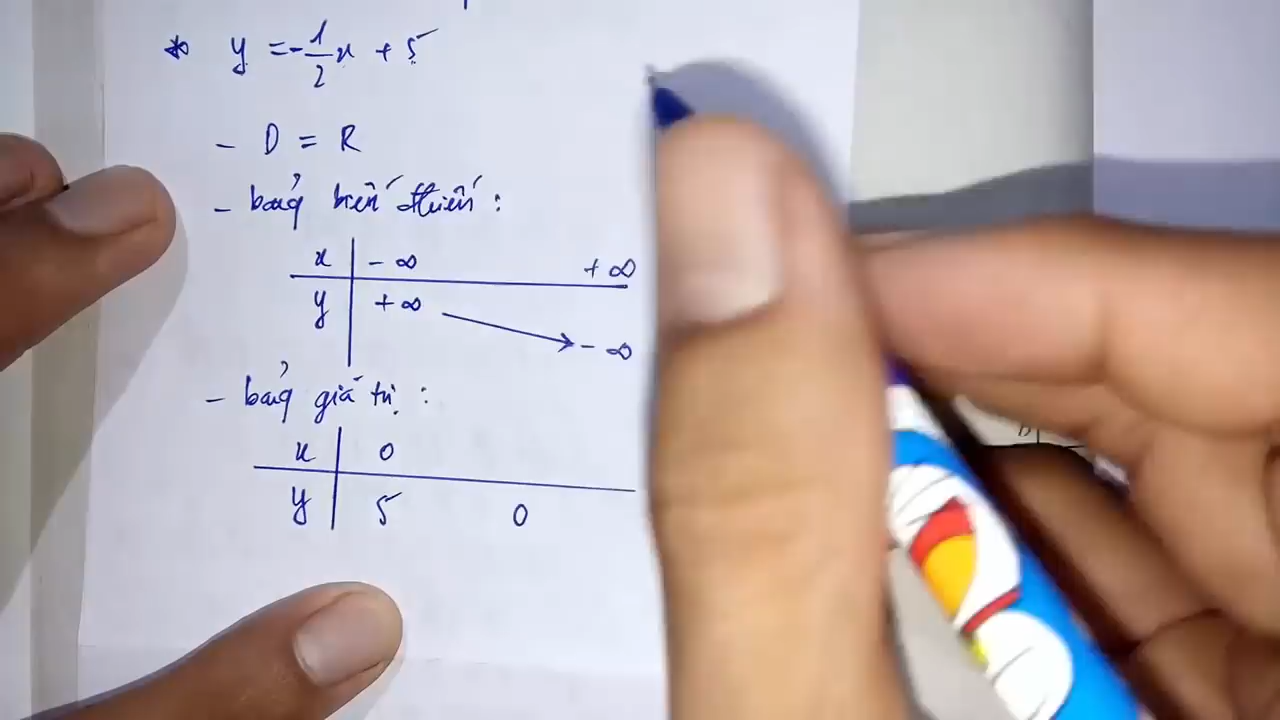 * y = -1/2 x + 5
- D = R
- bảng biến thiên :
x | -∞ +∞
y | +∞ → -∞
- bảng giá trị :
x | 0
y | 5 0